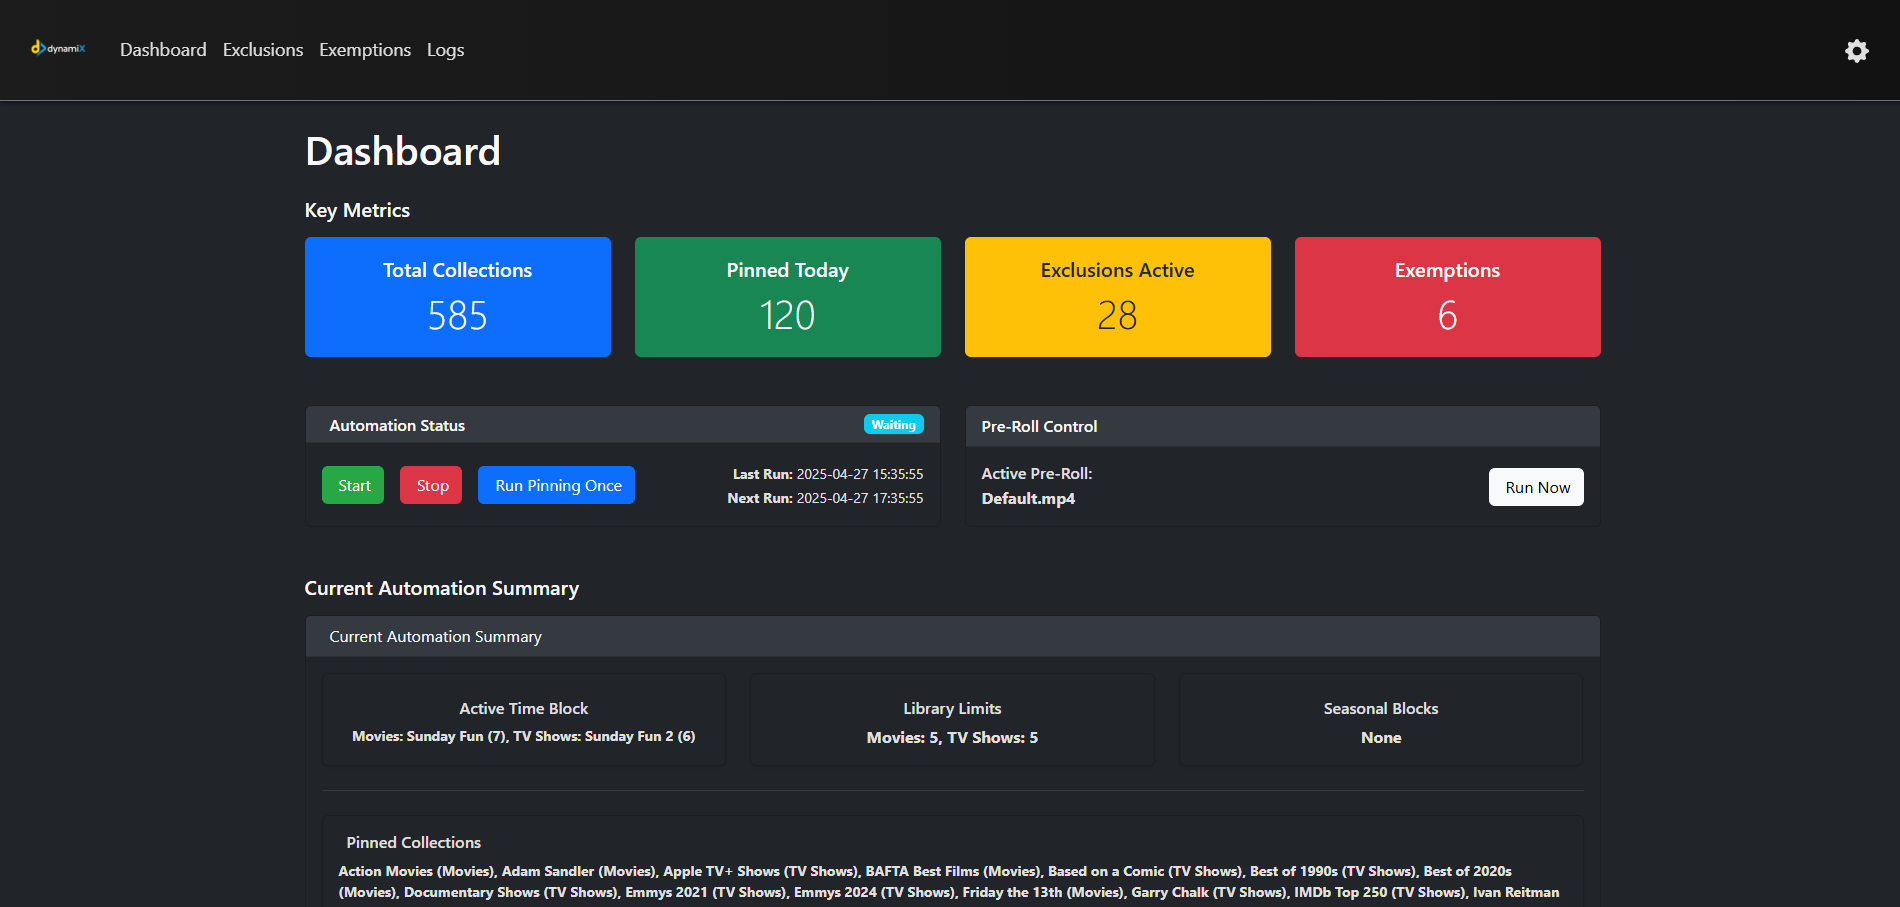 dynamiX
Dashboard Exclusions Exemptions Logs
Dashboard
Key Metrics
Total Collections
585
Pinned Today
120
Exclusions Active
28
Exemptions
6
Automation Status
Waiting
Start
Stop
Run Pinning Once
Last Run: 2025-04-27 15:35:55
Next Run: 2025-04-27 17:35:55
Pre-Roll Control
Active Pre-Roll:
Default.mp4
Run Now
Current Automation Summary
Current Automation Summary
Active Time Block
Movies: Sunday Fun (7), TV Shows: Sunday Fun 2 (6)
Library Limits
Movies: 5, TV Shows: 5
Seasonal Blocks
None
Pinned Collections
Action Movies (Movies), Adam Sandler (Movies), Apple TV+ Shows (TV Shows), BAFTA Best Films (Movies), Based on a Comic (TV Shows), Best of 1990s (TV Shows), Best of 2020s
(Movies), Documentary Shows (TV Shows), Emmys 2021 (TV Shows), Emmys 2024 (TV Shows), Friday the 13th (Movies), Garry Chalk (TV Shows), IMDb Top 250 (TV Shows), Ivan Reitman